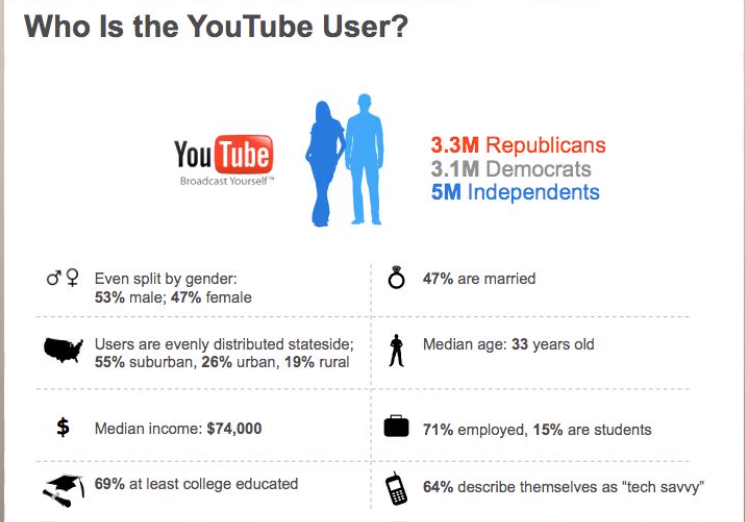 Who Is the YouTube User?
YouTube
Broadcast Yourself™
3.3M Republicans
3.1M Democrats
5M Independents
Even split by gender:
53% male; 47% female
47% are married
Users are evenly distributed stateside;
55% suburban, 26% urban, 19% rural
Median age: 33 years old
$
Median income: $74,000
71% employed, 15% are students
69% at least college educated
64% describe themselves as “tech savvy”